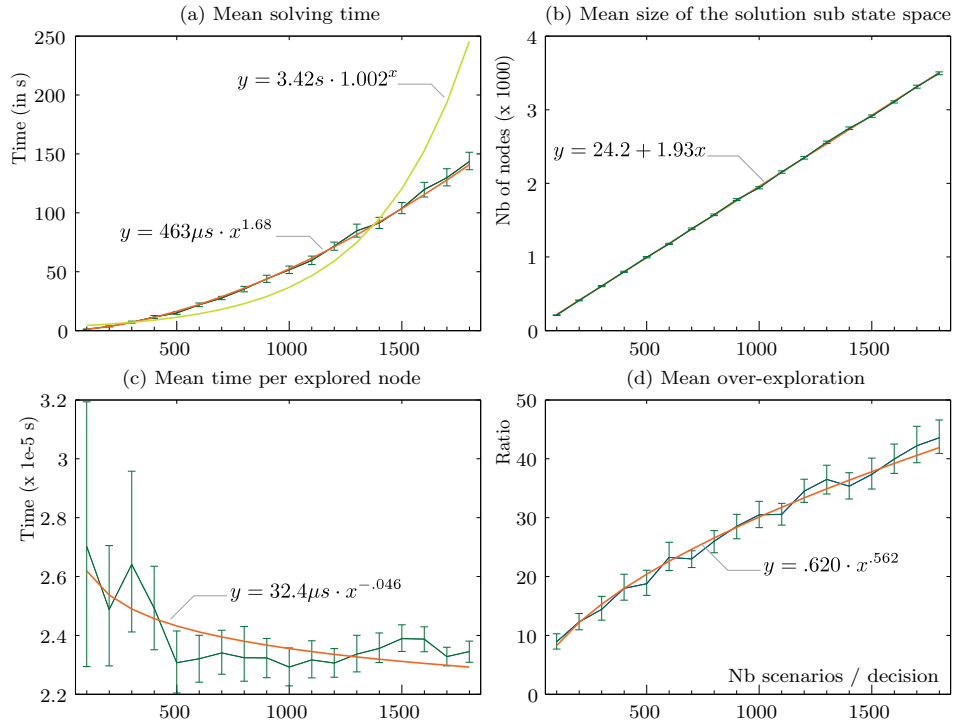 (a) Mean solving time
Time (in s)
250
200
150
100
50
0
500
1000
1500
y = 3.42s · 1.002^x
y = 463µs · x^1.68
(b) Mean size of the solution sub state space
Nb of nodes (x 1000)
4
3
2
1
0
500
1000
1500
y = 24.2 + 1.93x
(c) Mean time per explored node
Time (x 1e-5 s)
3.2
3
2.8
2.6
2.4
2.2
500
1000
1500
y = 32.4µs · x^−.046
(d) Mean over-exploration
Ratio
50
40
30
20
10
0
500
1000
1500
y = .620 · x^.562
Nb scenarios / decision